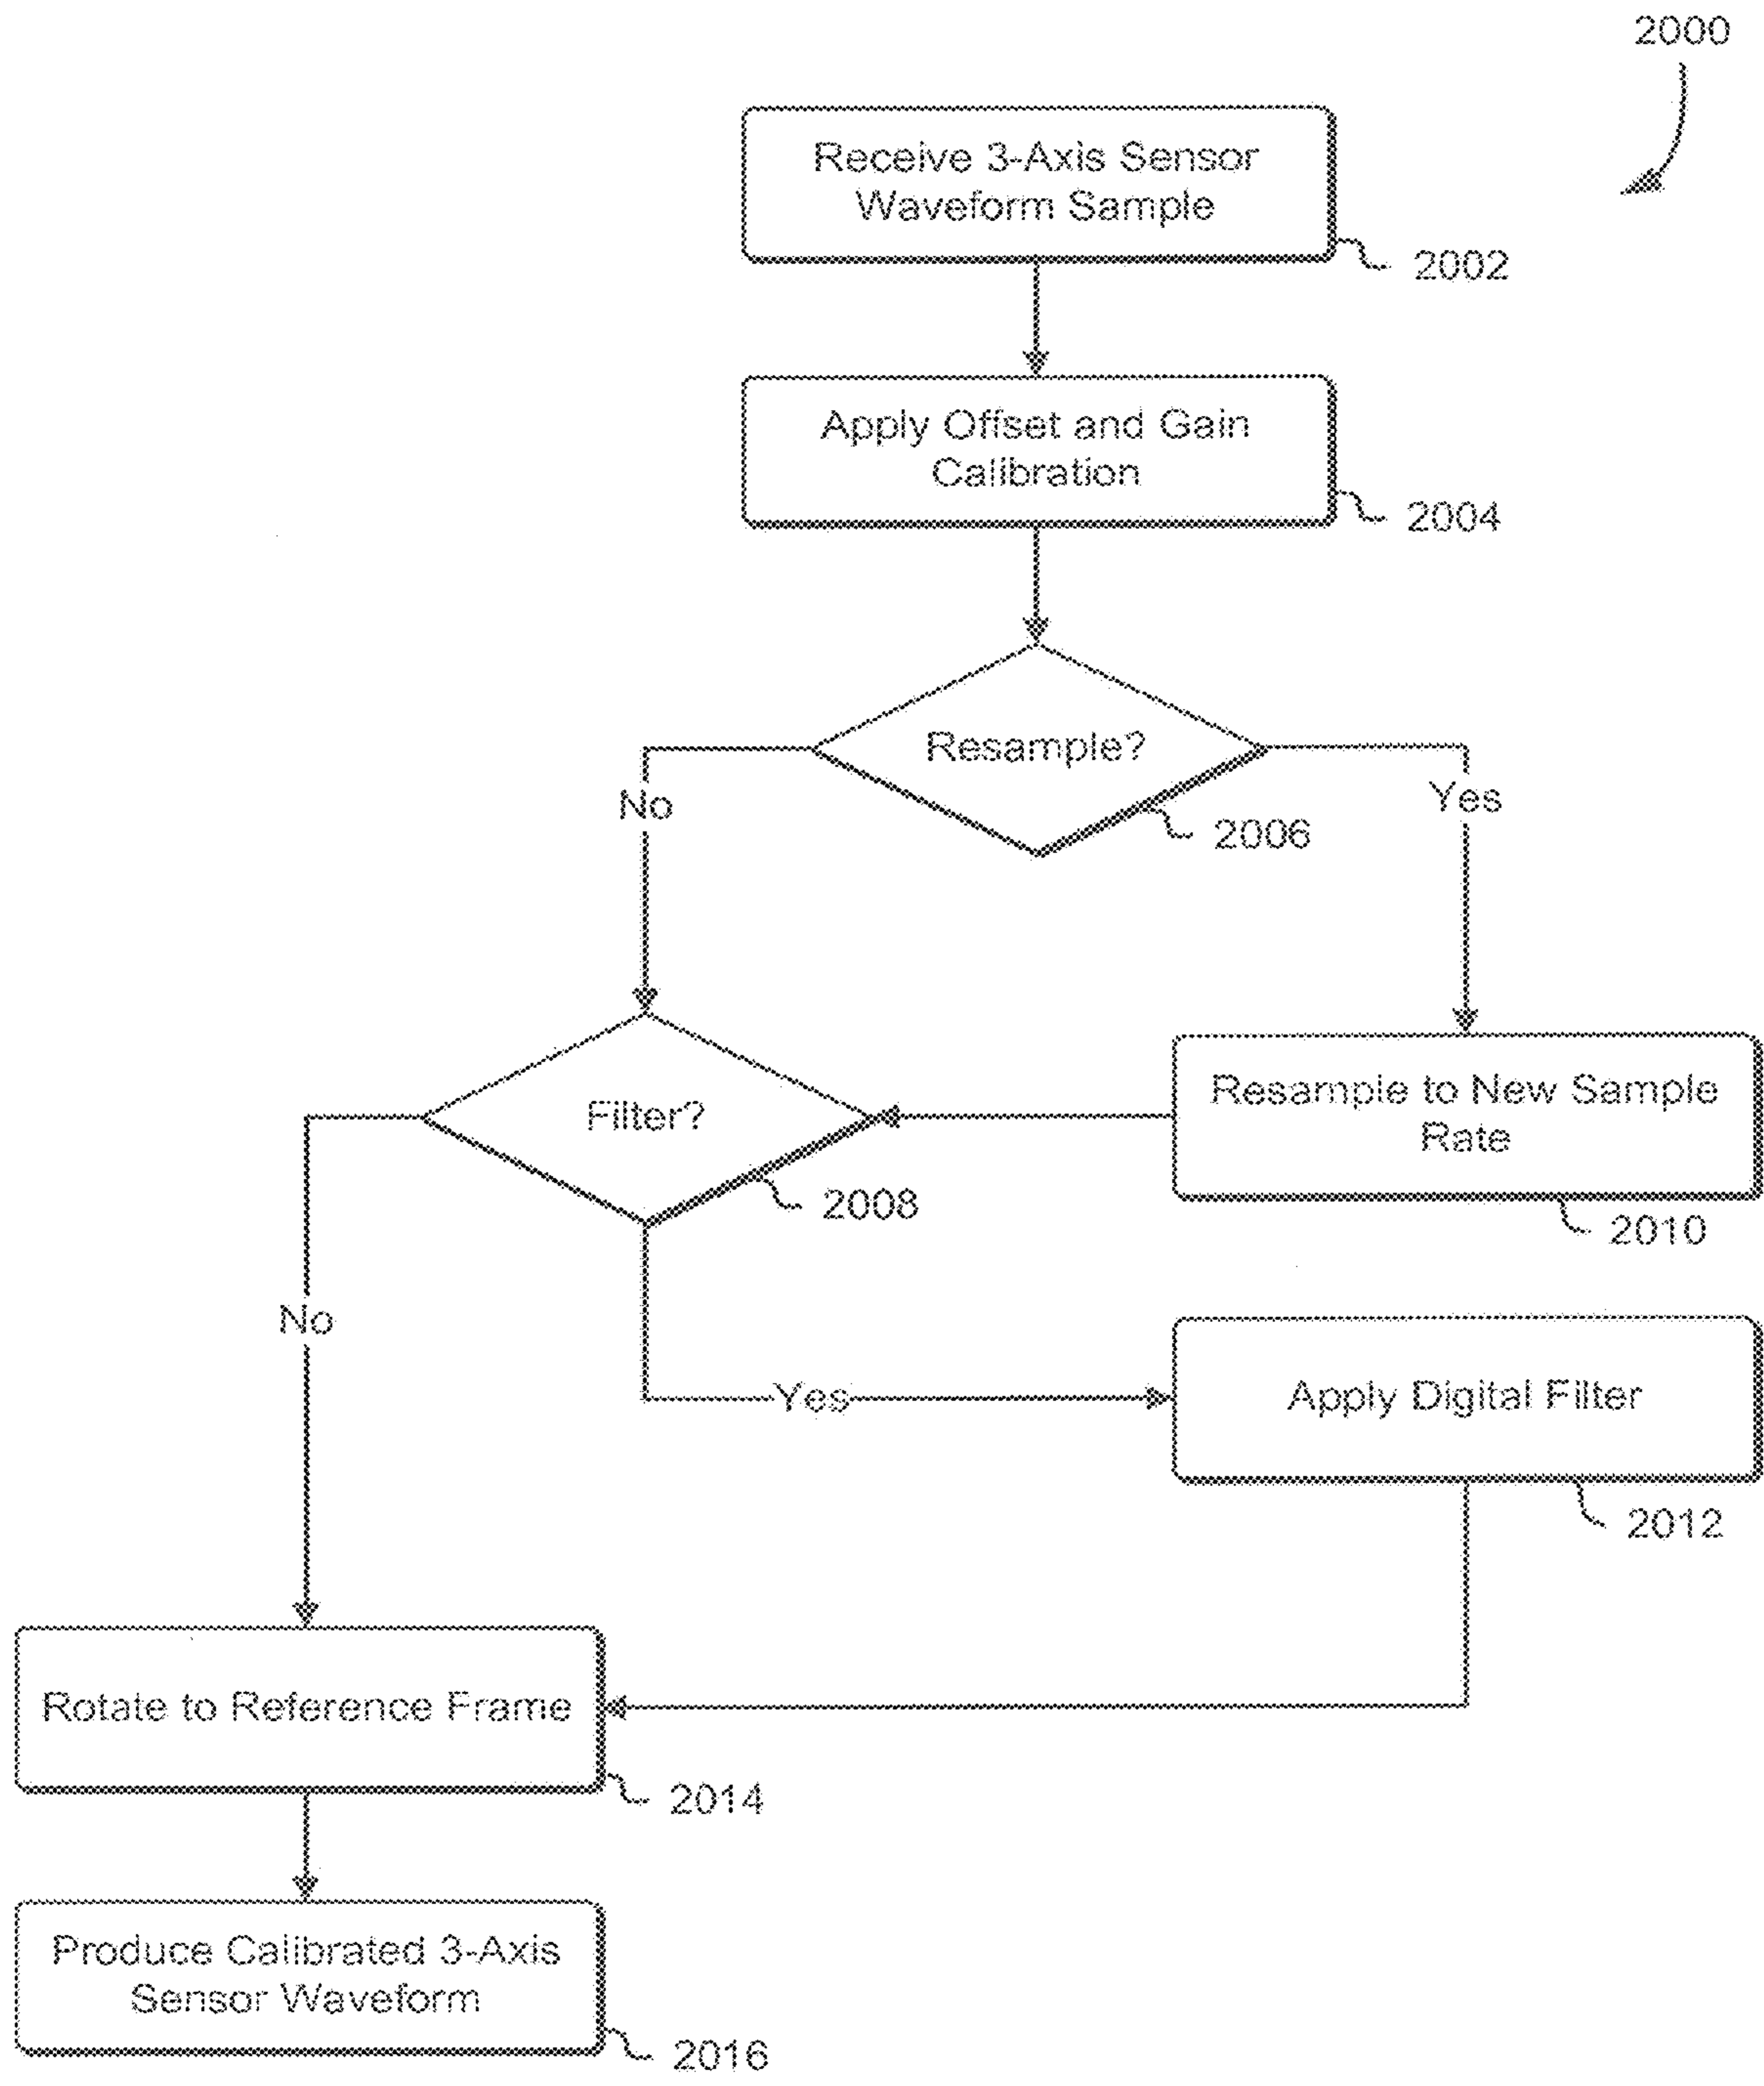 2000
Receive 3-Axis Sensor
Waveform Sample
2002
Apply Offset and Gain
Calibration
2004
Resample?
No
Yes
2006
Filter?
Resample to New Sample
Rate
2008
2010
No
Yes
Apply Digital Filter
2012
Rotate to Reference Frame
2014
Produce Calibrated 3-Axis
Sensor Waveform
2016